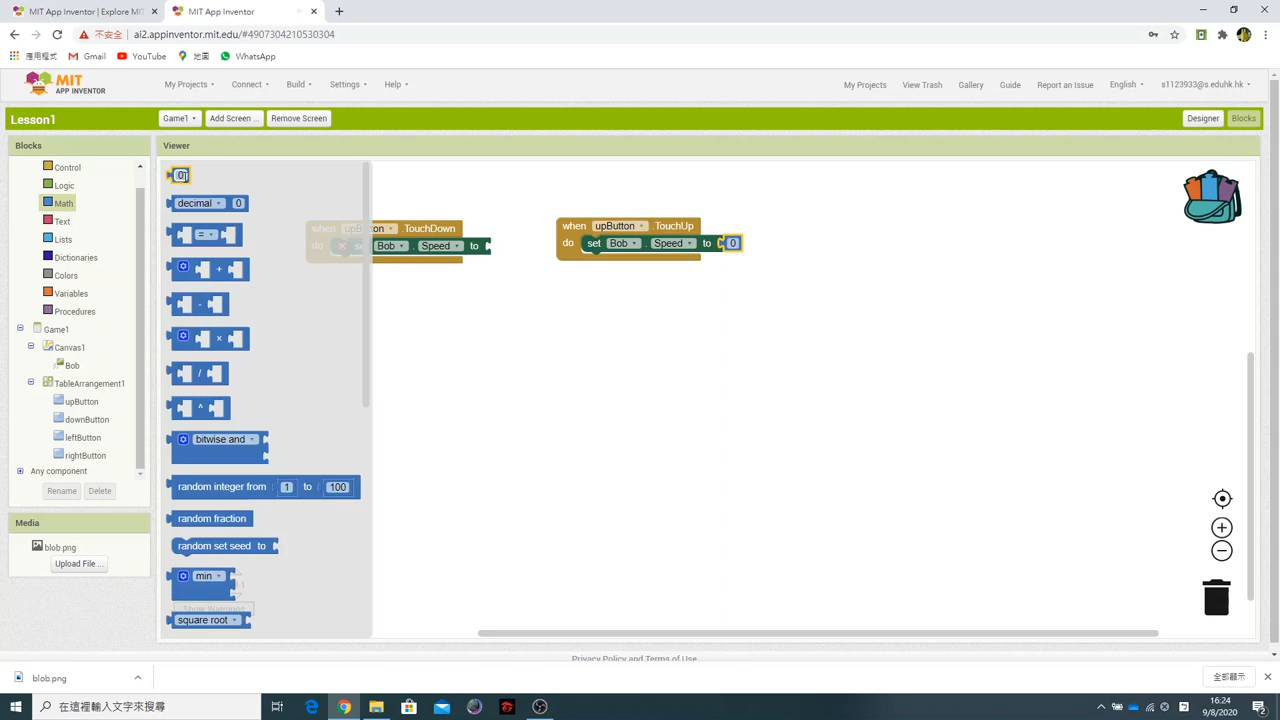 MIT App Inventor | Explore MIT
MIT App Inventor
不安全 ai2.appinventor.mit.edu/#4907304210530304
應用程式 Gmail YouTube 地圖 WhatsApp
MIT
APP INVENTOR
My Projects Connect Build Settings Help
My Projects View Trash Gallery Guide Report an Issue English s1123933@s.eduhk.hk
Lesson1 Game1 Add Screen ... Remove Screen Designer Blocks
Blocks Viewer
Control
Logic
Math
Text
Lists
Dictionaries
Colors
Variables
Procedures
Game1
Canvas1
Bob
TableArrangement1
upButton
downButton
leftButton
rightButton
Any component
Rename Delete
Media
blob.png
Upload File ...
0
decimal 0
=
+
-
×
/
^
bitwise and
random integer from 1 to 100
random fraction
random set seed to
min
Show Warnings
square root
when upButton .TouchDown
do set Bob . Speed to
when upButton .TouchUp
do set Bob . Speed to 0
Privacy Policy and Terms of Use
blob.png 全部顯示
在這裡輸入文字來搜尋
16:24
9/8/2020
2